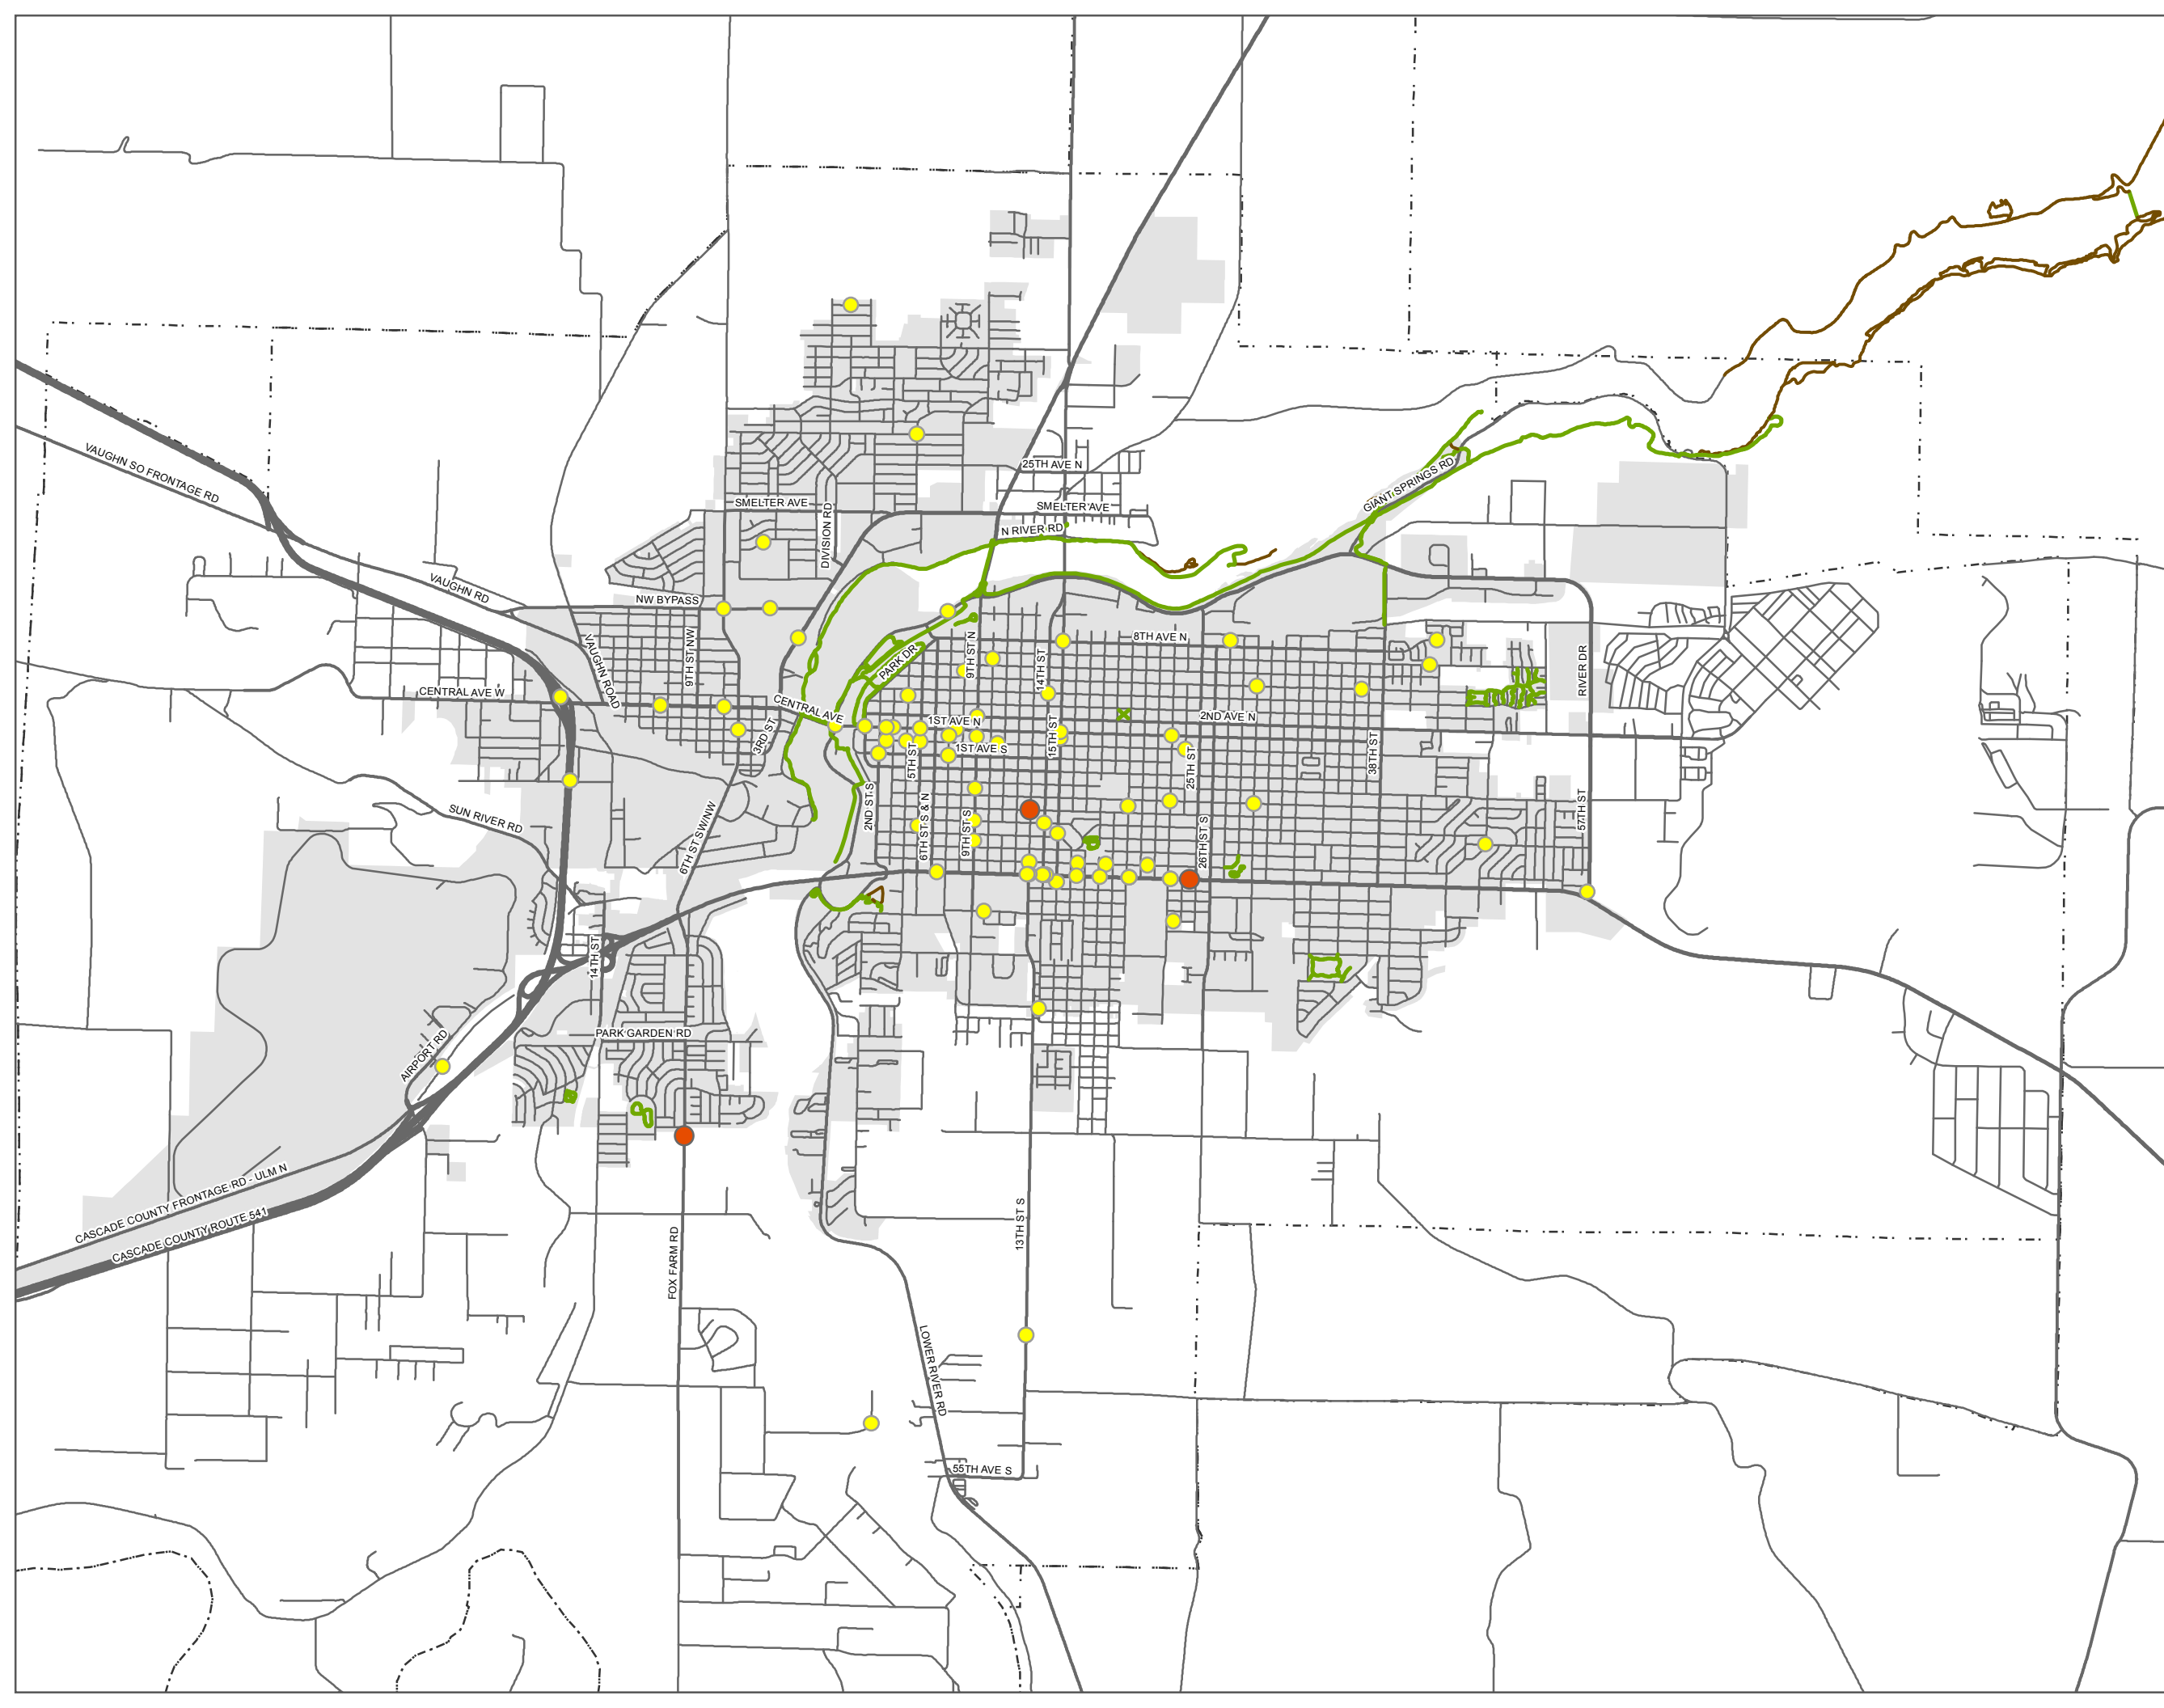 VAUGHN SO FRONTAGE RD
25TH AVE N
GIANT SPRINGS RD
SMELTER AVE
SMELTER AVE
DIVISION RD
N RIVER RD
VAUGHN RD
NW BYPASS
8TH AVE N
9TH ST NW
VAUGHN ROAD
9TH ST N
14TH ST
PARK DR
RIVER DR
CENTRAL AVE W
CENTRAL AVE
1ST AVE N
2ND AVE N
3RD ST
15TH ST
1ST AVE S
5TH ST
25TH ST
38TH ST
2ND ST S
57TH ST
SUN RIVER RD
6TH ST SW/NW
6TH ST S & N
9TH ST S
26TH ST S
14TH ST
PARK GARDEN RD
AIRPORT RD
CASCADE COUNTY FRONTAGE RD - ULM N
CASCADE COUNTY ROUTE 541
13TH ST S
FOX FARM RD
LOWER RIVER RD
55TH AVE S